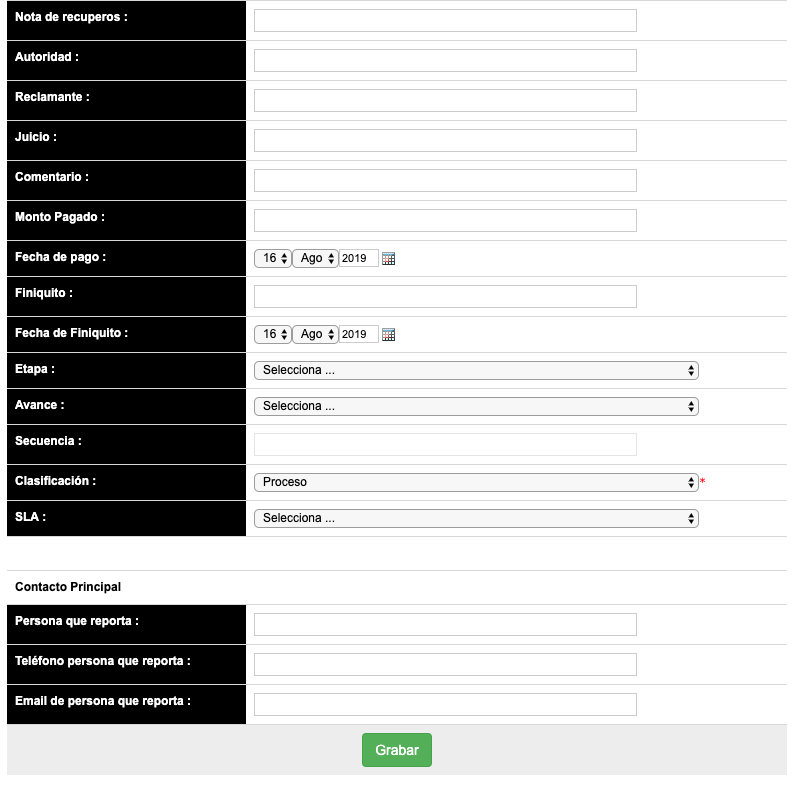 Nota de recuperos :
Autoridad :
Reclamante :
Juicio :
Comentario :
Monto Pagado :
Fecha de pago : 16 Ago 2019
Finiquito :
Fecha de Finiquito : 16 Ago 2019
Etapa : Selecciona ...
Avance : Selecciona ...
Secuencia :
Clasificación : Proceso *
SLA : Selecciona ...
Contacto Principal
Persona que reporta :
Teléfono persona que reporta :
Email de persona que reporta :
Grabar